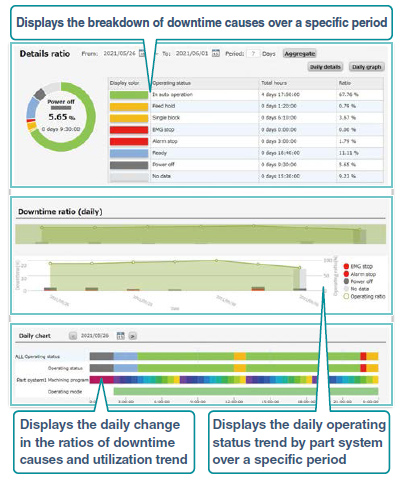 Displays the breakdown of downtime causes over a specific period
Details ratio From: 2021/05/26 To: 2021/06/01 Period: 7 Days Aggregate
Daily details Daily graph
Display color Operating status Total hours Ratio
In auto operation 4 days 17:50:00 67.76 %
Feed hold 0 days 1:20:00 0.79 %
Single block 0 days 6:10:00 3.67 %
EMG stop 0 days 0:00:00 0.00 %
Alarm stop 0 days 3:00:00 1.79 %
Ready 0 days 18:40:00 11.11 %
Power off 0 days 9:30:00 5.65 %
No data 0 days 15:30:00 9.23 %
Power off
5.65 %
0 days 9:30:00
Downtime ratio (daily)
EMG stop
Alarm stop
Power off
No data
Operating ratio
Daily chart 2021/05/26
ALL Operating status
Operating status
Part system1 Machining program
Operating mode
Displays the daily change
in the ratios of downtime
causes and utilization trend
Displays the daily operating
status trend by part system
over a specific period